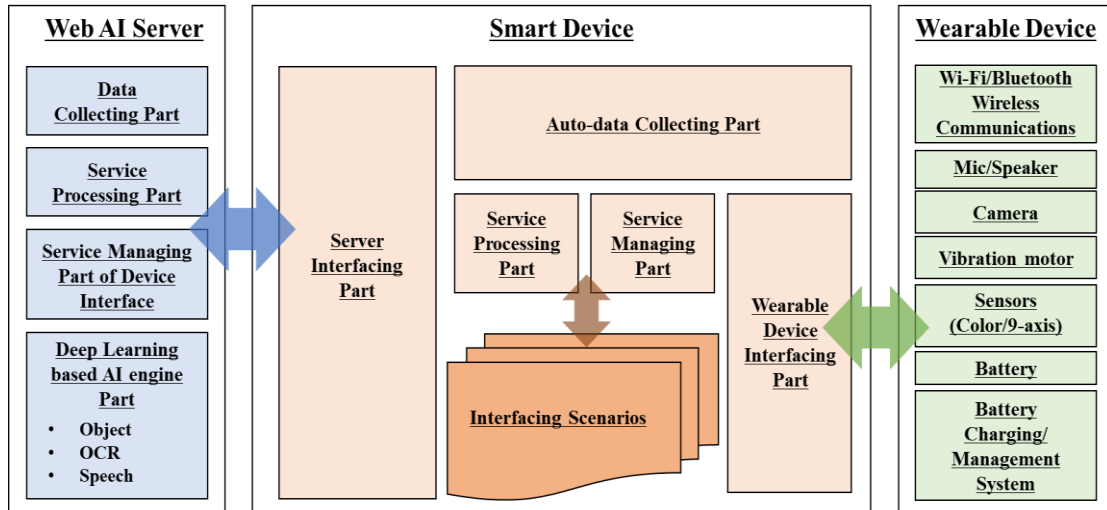 Web AI Server
Data
Collecting Part
Service
Processing Part
Service Managing
Part of Device
Interface
Deep Learning
based AI engine
Part
• Object
• OCR
• Speech
Smart Device
Server
Interfacing
Part
Auto-data Collecting Part
Service
Processing
Part
Service
Managing
Part
Interfacing Scenarios
Wearable
Device
Interfacing
Part
Wearable Device
Wi-Fi/Bluetooth
Wireless
Communications
Mic/Speaker
Camera
Vibration motor
Sensors
(Color/9-axis)
Battery
Battery
Charging/
Management
System